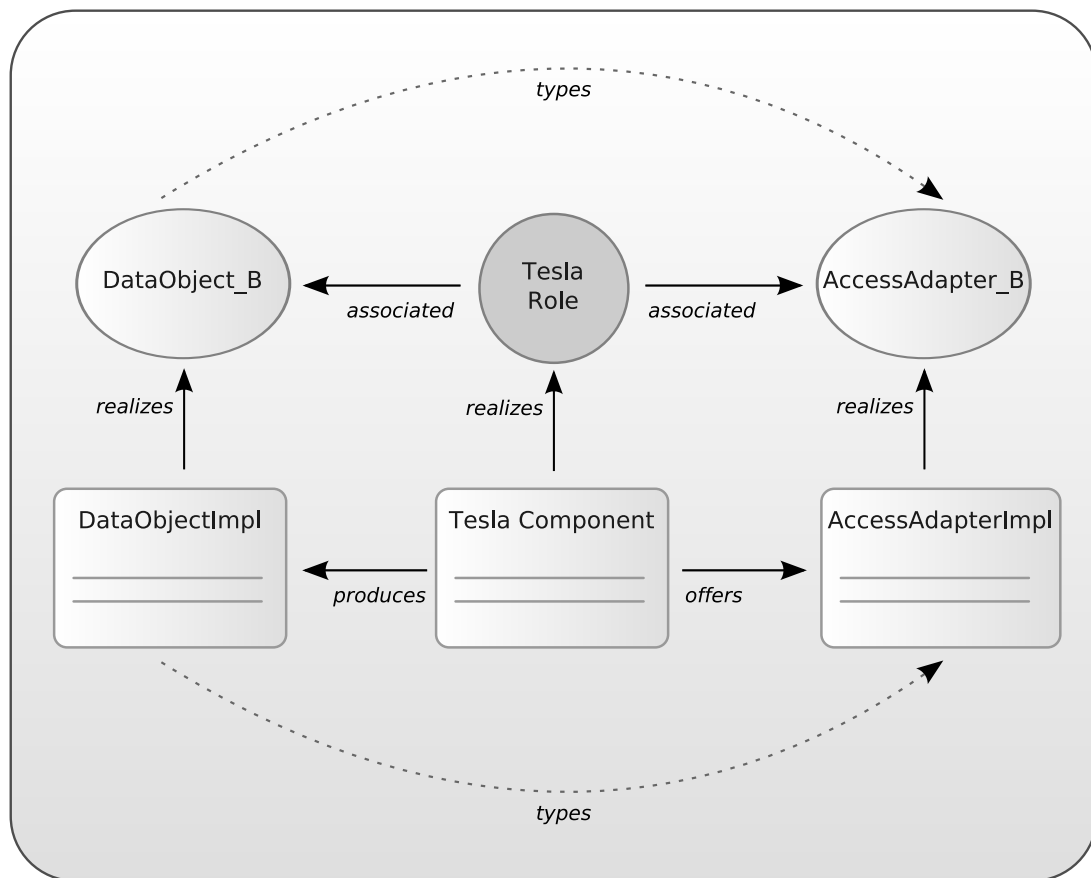 types
DataObject_B
Tesla
Role
AccessAdapter_B
associated
associated
realizes
realizes
realizes
DataObjectImpl
Tesla Component
AccessAdapterImpl
produces
offers
types